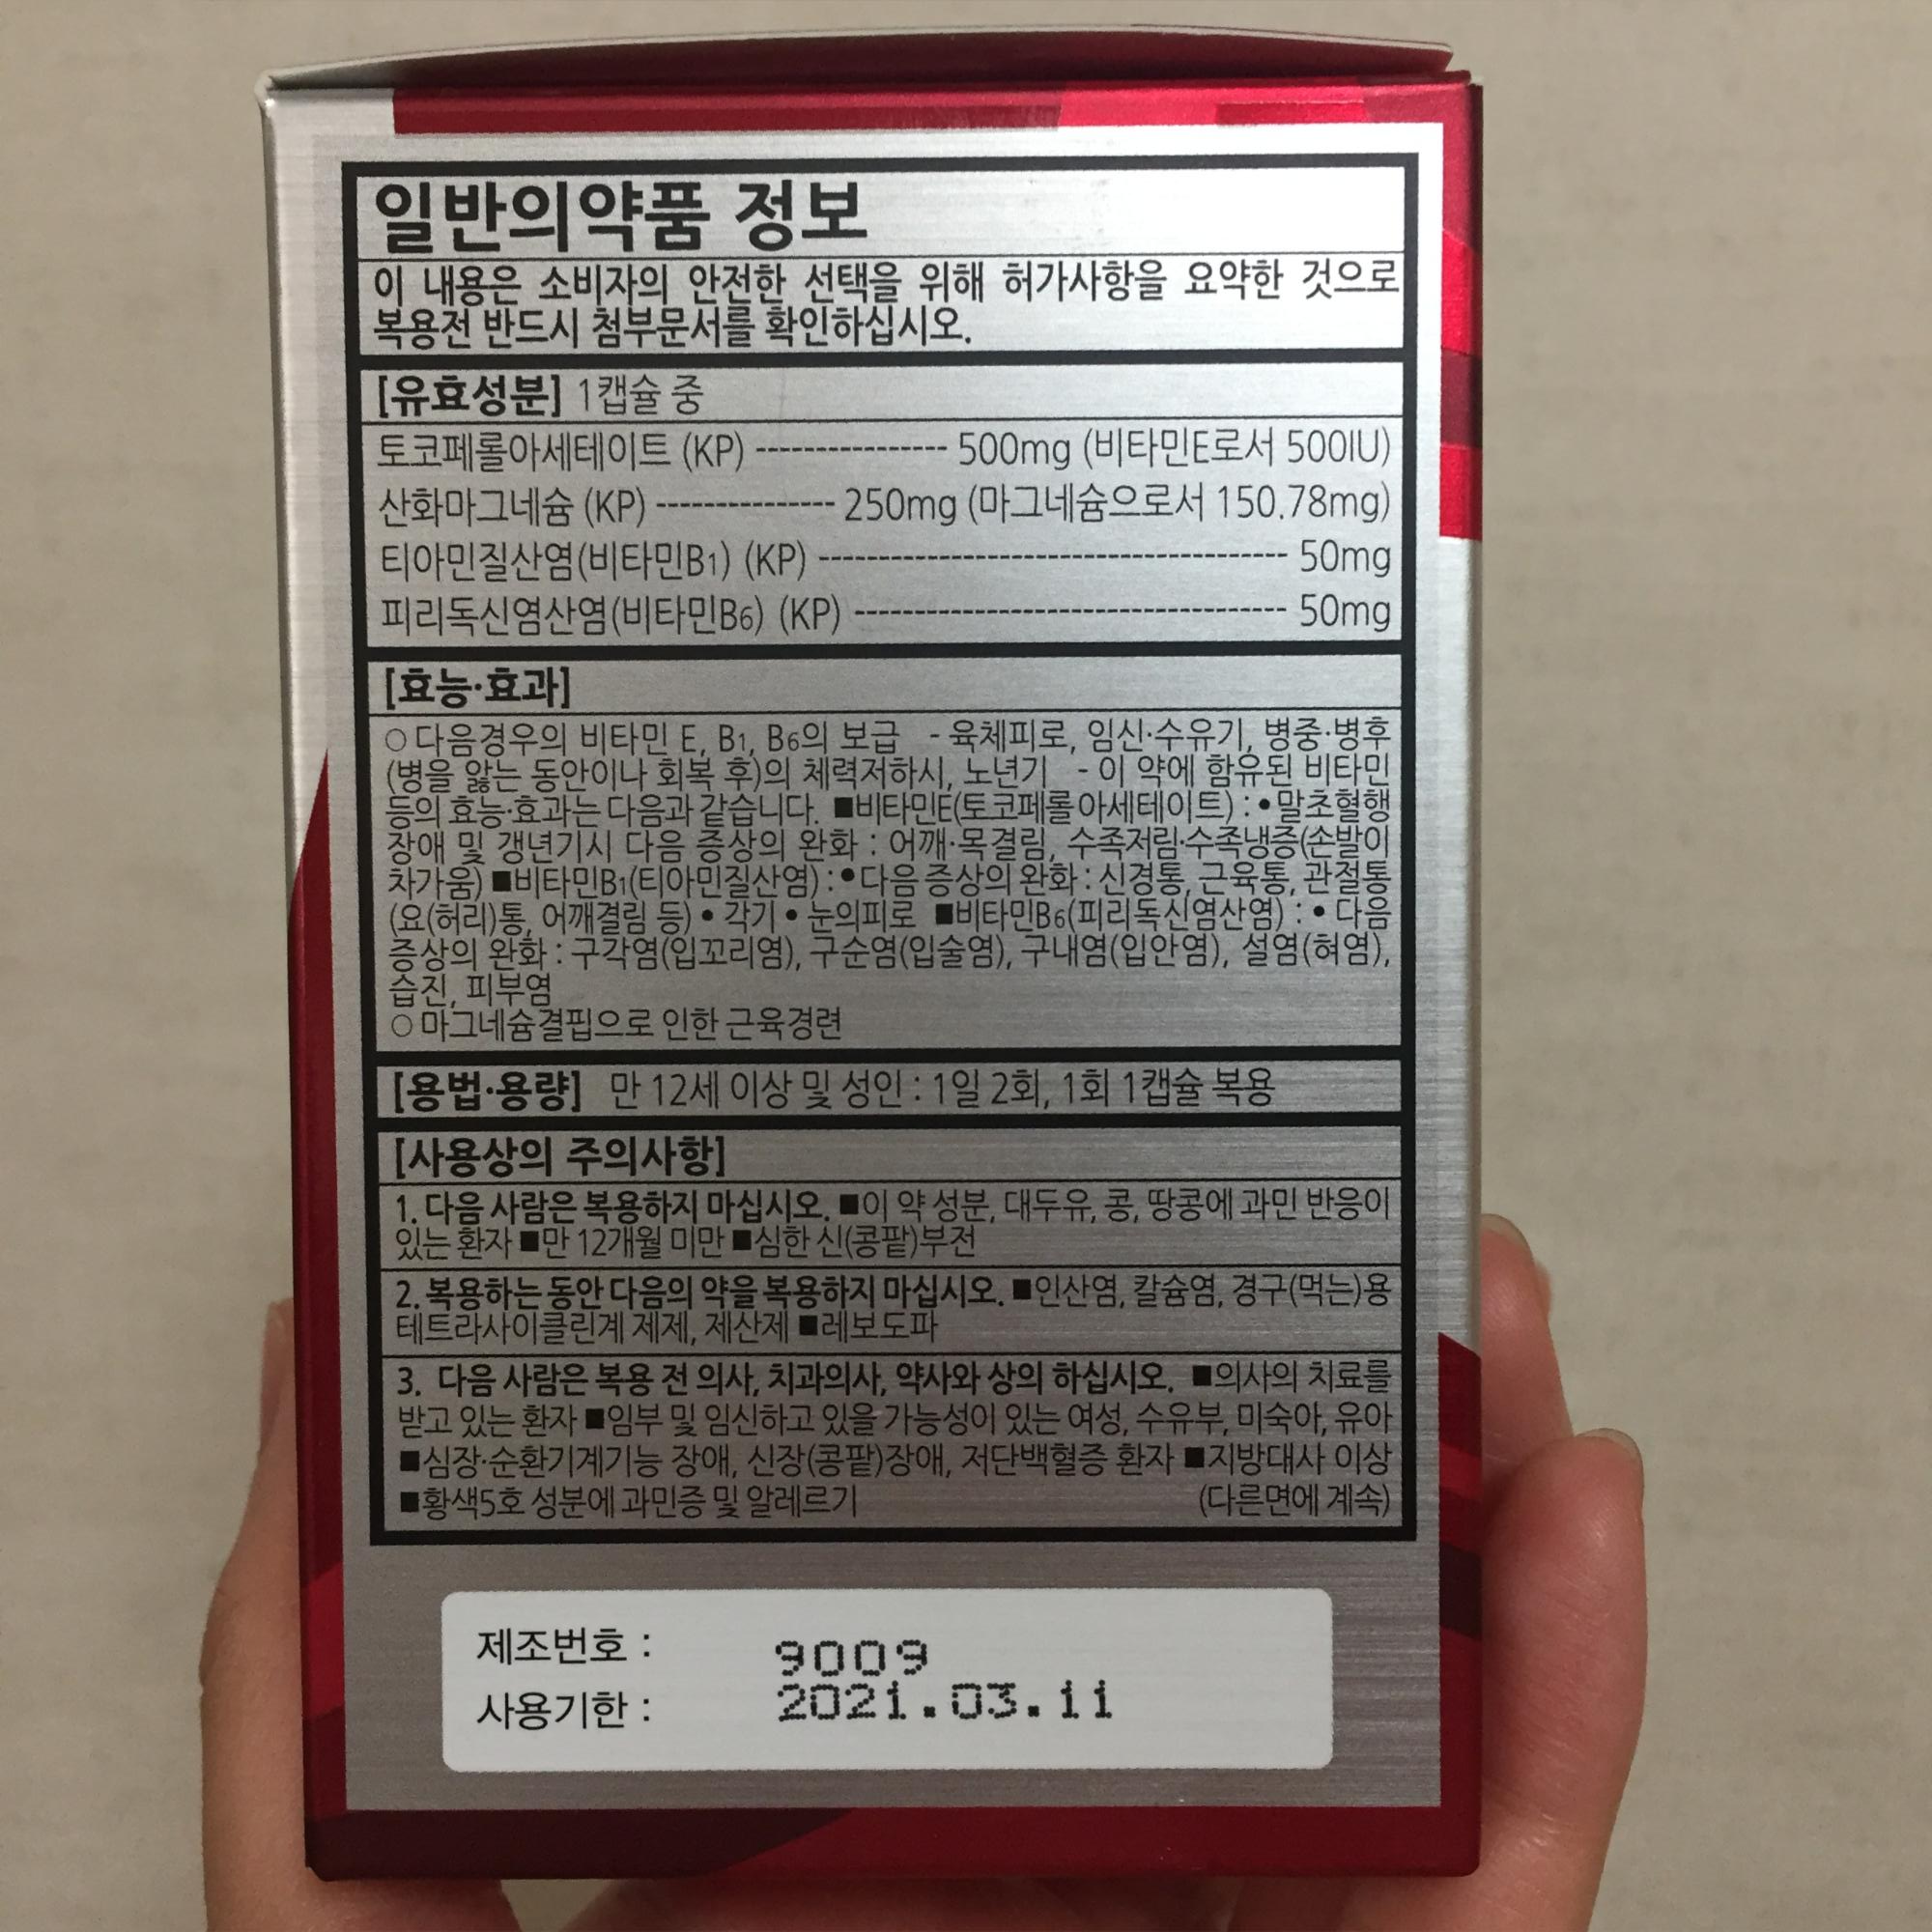 일반의약품 정보
이 내용은 소비자의 안전한 선택을 위해 허가사항을 요약한 것으로
복용전 반드시 첨부문서를 확인하십시오.
[유효성분] 1캡슐 중
토코페롤아세테이트 (KP) ---------------- 500mg (비타민E로서 500IU)
산화마그네슘 (KP) --------------- 250mg (마그네슘으로서 150.78mg)
티아민질산염(비타민B1) (KP) --------------------------------------- 50mg
피리독신염산염(비타민B6) (KP) ------------------------------------ 50mg
[효능·효과]
○ 다음경우의 비타민 E, B1, B6의 보급 - 육체피로, 임신·수유기, 병중·병후
(병을 앓는 동안이나 회복 후)의 체력저하시, 노년기 - 이 약에 함유된 비타민
등의 효능·효과는 다음과 같습니다. ■비타민E(토코페롤 아세테이트) : • 말초혈행
장애 및 갱년기시 다음 증상의 완화 : 어깨·목결림, 수족저림·수족냉증(손발이
차가움) ■비타민B1(티아민질산염) : • 다음 증상의 완화 : 신경통, 근육통, 관절통
(요(허리)통, 어깨결림 등) • 각기 • 눈의피로 ■비타민B6(피리독신염산염) : • 다음
증상의 완화 : 구각염(입꼬리염), 구순염(입술염), 구내염(입안염), 설염(혀염),
습진, 피부염
○ 마그네슘결핍으로 인한 근육경련
[용법·용량] 만 12세 이상 및 성인 : 1일 2회, 1회 1캡슐 복용
[사용상의 주의사항]
1. 다음 사람은 복용하지 마십시오. ■이 약 성분, 대두유, 콩, 땅콩에 과민 반응이
있는 환자 ■만 12개월 미만 ■심한 신(콩팥)부전
2. 복용하는 동안 다음의 약을 복용하지 마십시오. ■인산염, 칼슘염, 경구(먹는)용
테트라사이클린계 제제, 제산제 ■레보도파
3. 다음 사람은 복용 전 의사, 치과의사, 약사와 상의 하십시오. ■의사의 치료를
받고 있는 환자 ■임부 및 임신하고 있을 가능성이 있는 여성, 수유부, 미숙아, 유아
■심장·순환기계기능 장애, 신장(콩팥)장애, 저단백혈증 환자 ■지방대사 이상
■황색5호 성분에 과민증 및 알레르기 (다른면에 계속)
제조번호 : 9009
사용기한 : 2021.03.11